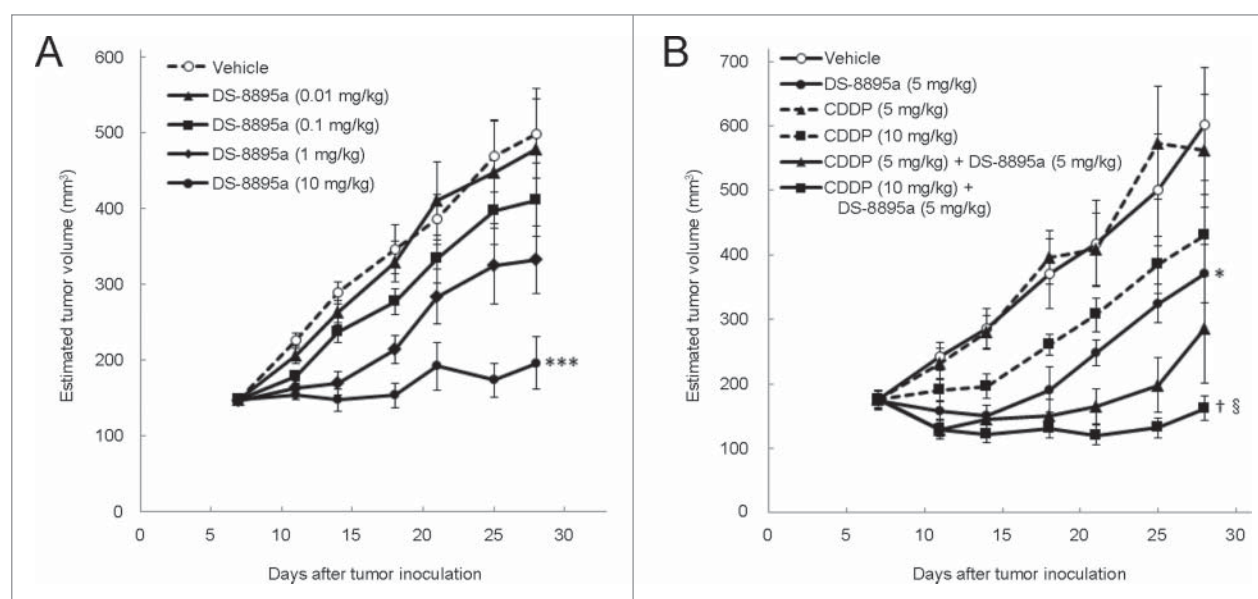 A
Vehicle
DS-8895a (0.01 mg/kg)
DS-8895a (0.1 mg/kg)
DS-8895a (1 mg/kg)
DS-8895a (10 mg/kg)
Estimated tumor volume (mm³)
600
500
400
300
200
100
0
***
0 5 10 15 20 25 30
Days after tumor inoculation
B
Vehicle
DS-8895a (5 mg/kg)
CDDP (5 mg/kg)
CDDP (10 mg/kg)
CDDP (5 mg/kg) + DS-8895a (5 mg/kg)
CDDP (10 mg/kg) +
DS-8895a (5 mg/kg)
Estimated tumor volume (mm³)
700
600
500
400
300
200
100
0
*
† §
0 5 10 15 20 25 30
Days after tumor inoculation